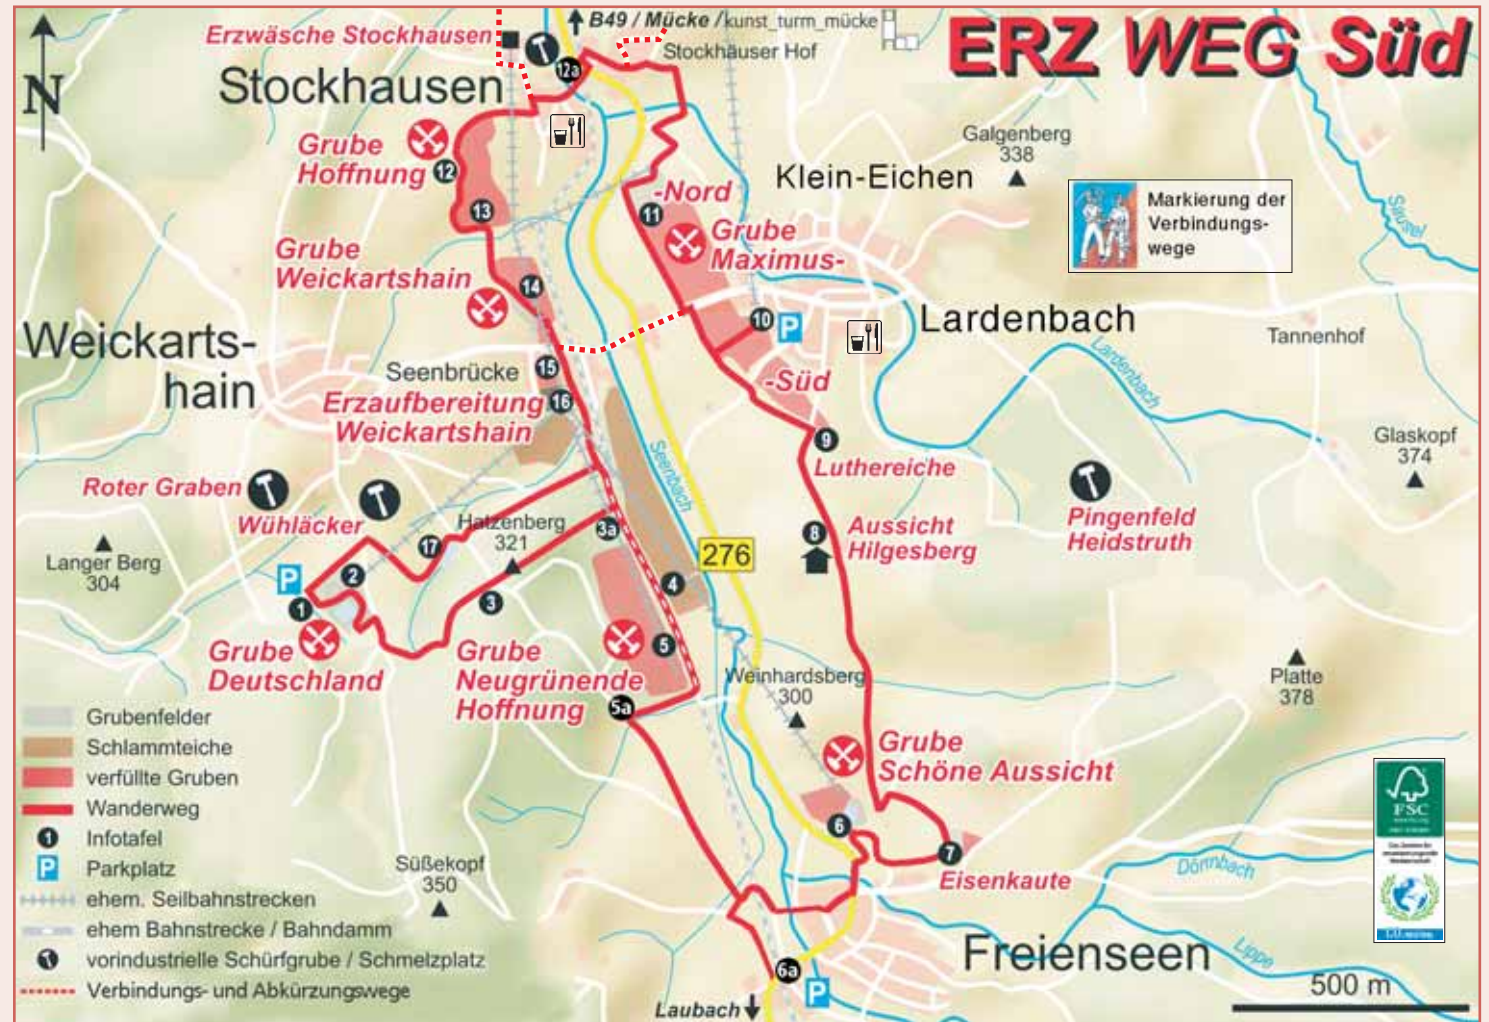 ERZ WEG Süd
B49 / Mücke / kunst_turm_mücke
Erzwäsche Stockhausen
Stockhäuser Hof
12a
N
Stockhausen
Grube
Hoffnung
12
13
Galgenberg
338
Klein-Eichen
-Nord
11
Grube
Maximus-
Markierung der
Verbindungs-
wege
Sausel
Grube
Weickartshain
14
10
P
Lardenbach
Tannenhof
Weickarts-
hain
Seenbrücke
15
Erzaufbereitung
16
Weickartshain
-Süd
Lardenbach
9
Luthereiche
Glaskopf
374
Seenbach
Roter Graben
Wühläcker
Hatzenberg
321
3a
8
Aussicht
Hilgesberg
Pingenfeld
Heidstruth
276
Langer Berg
304
17
P
2
1
3
4
5
Grube
Deutschland
Grube
Neugrünende
Hoffnung
5a
Weinhardsberg
300
Platte
378
Grube
Schöne Aussicht
6
7
Eisenkaute
Dörnbach
Grubenfelder
Schlammteiche
verfüllte Gruben
Wanderweg
1 Infotafel
P Parkplatz
ehem. Seilbahnstrecken
ehem Bahnstrecke / Bahndamm
vorindustrielle Schürfgrube / Schmelzplatz
Verbindungs- und Abkürzungswege
Süßekopf
350
FSC
Freienseen
Lippe
6a
P
Laubach
500 m